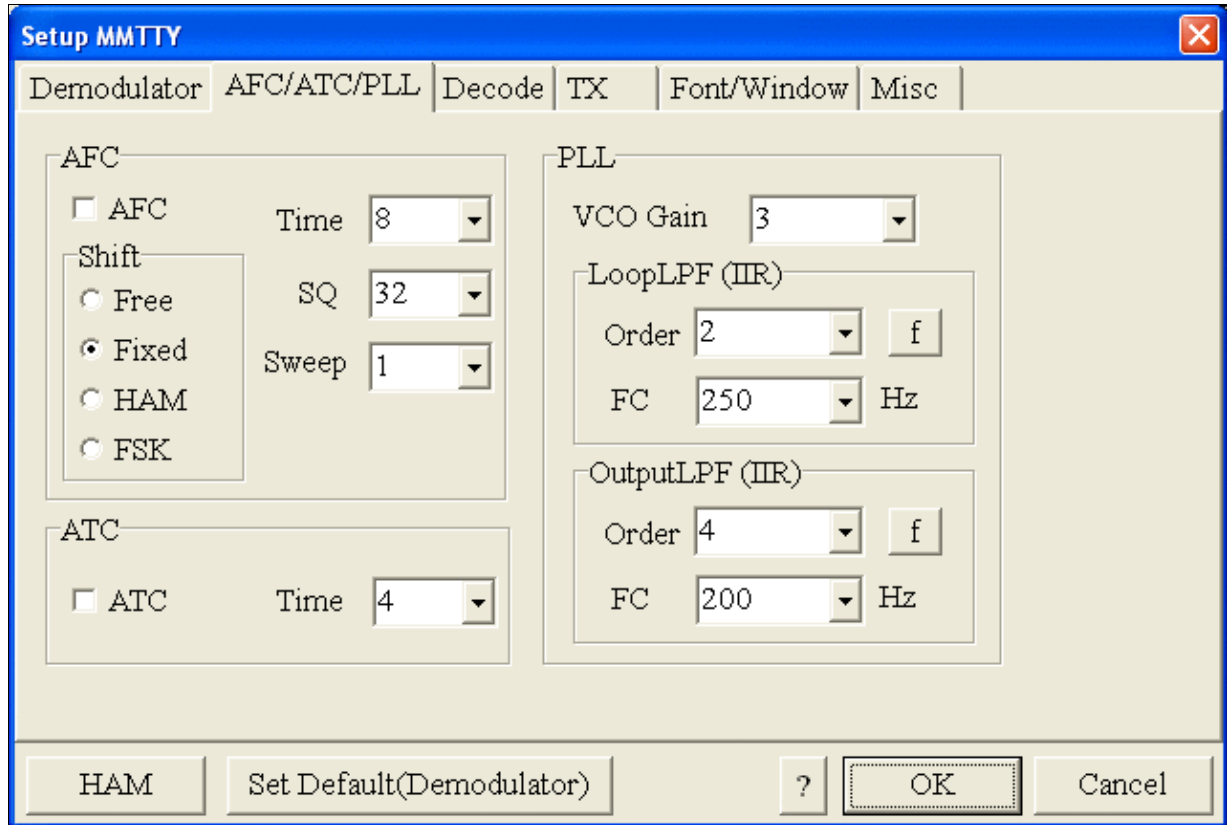 Setup MMTTY
Demodulator AFC/ATC/PLL Decode TX Font/Window Misc
AFC
AFC
Time 8
Shift
Free
Fixed
HAM
FSK
SQ 32
Sweep 1
ATC
ATC
Time 4
PLL
VCO Gain 3
LoopLPF (IIR)
Order 2 f
FC 250 Hz
OutputLPF (IIR)
Order 4 f
FC 200 Hz
HAM Set Default(Demodulator) ? OK Cancel